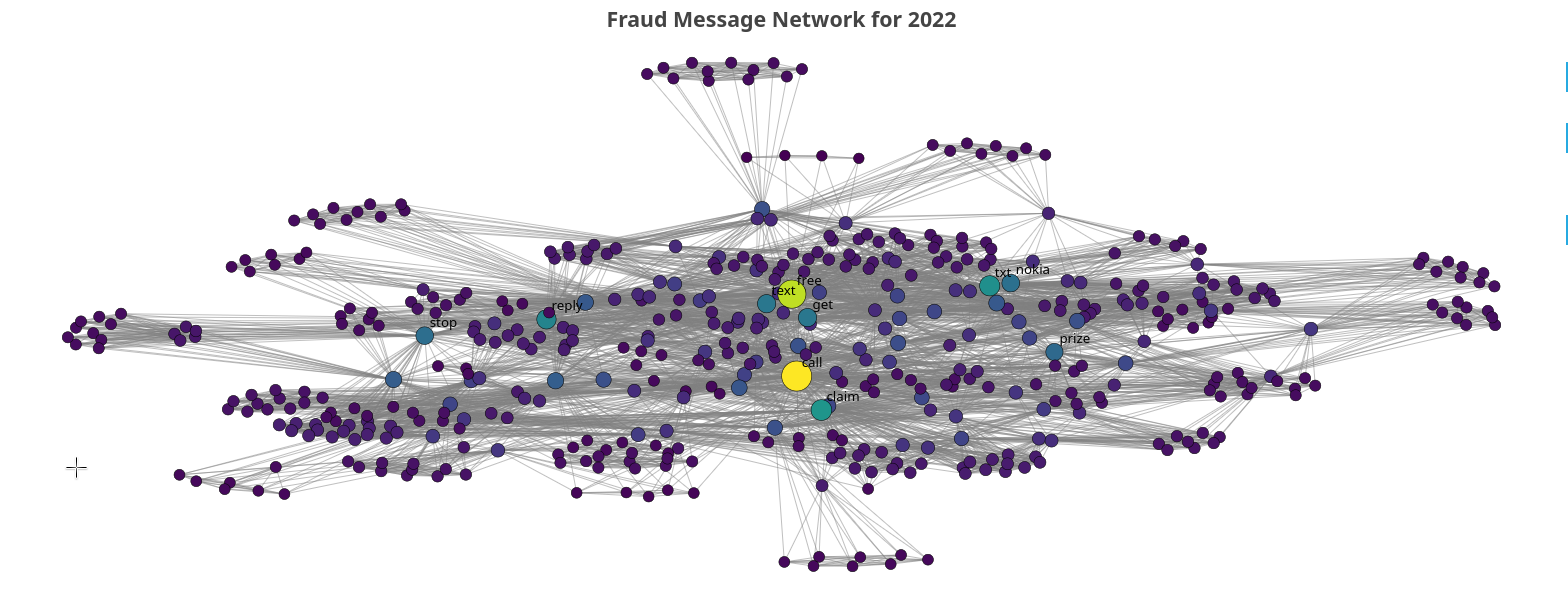 Fraud Message Network for 2022
free
txt
nokia
text
reply
get
stop
prize
call
claim